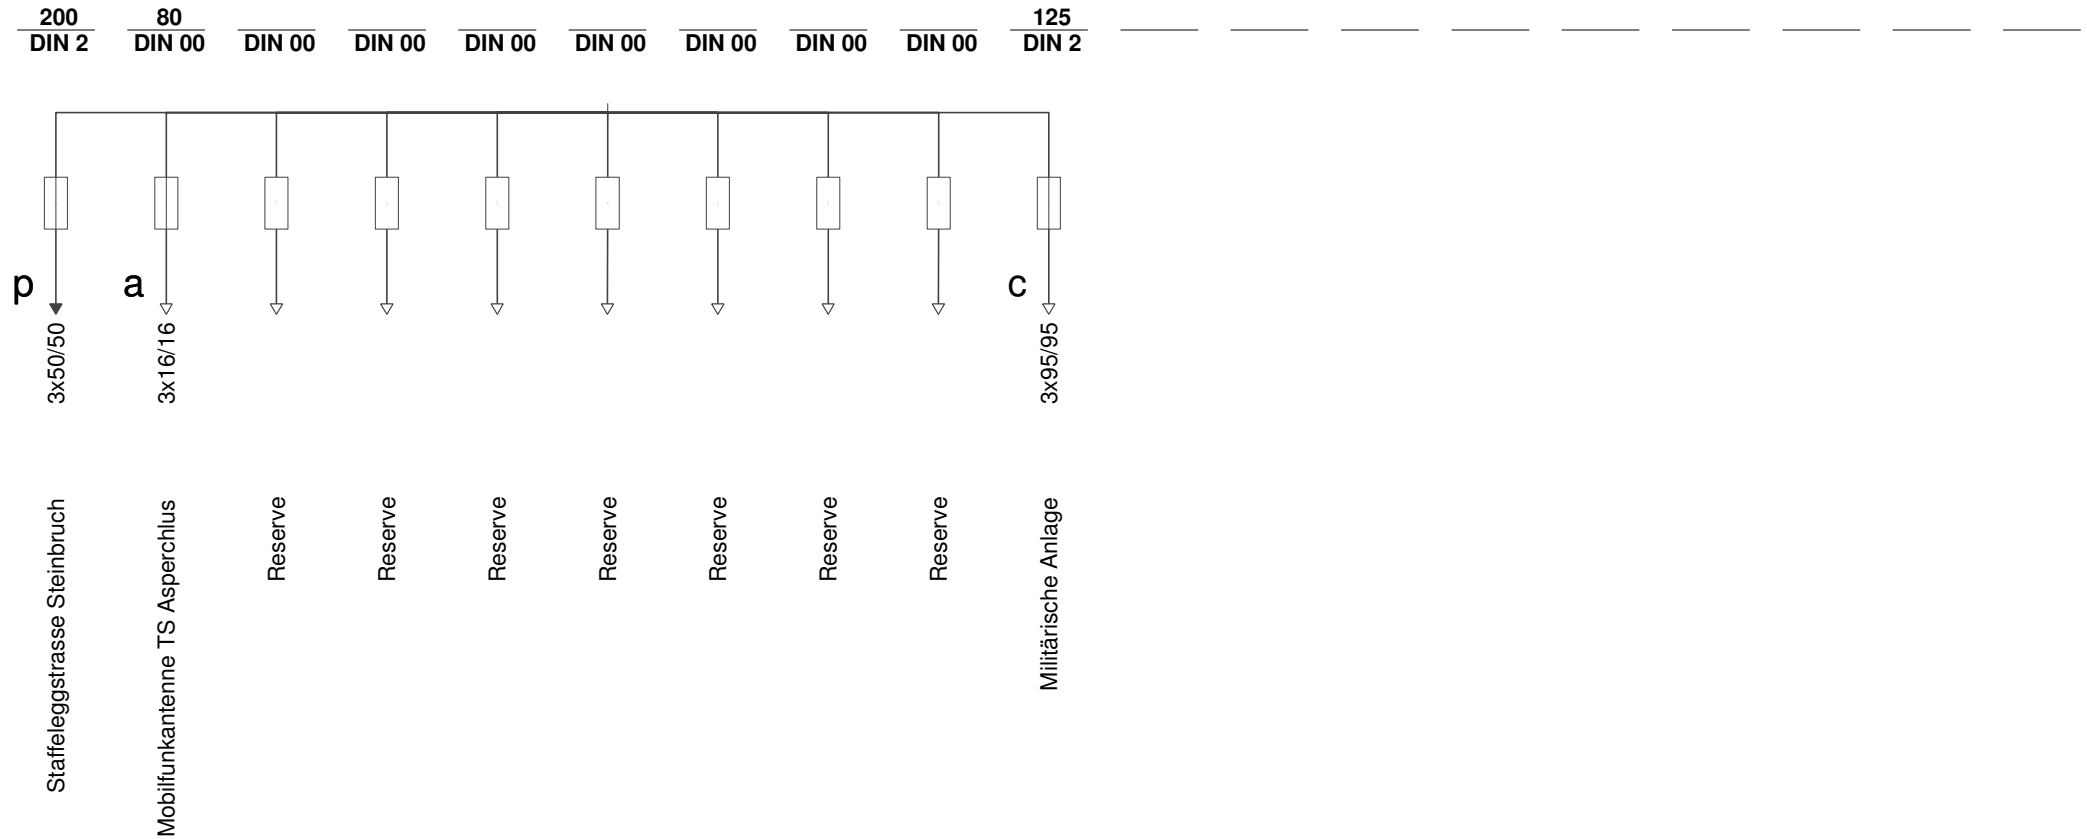 200 80 125
DIN 2 DIN 00 DIN 00 DIN 00 DIN 00 DIN 00 DIN 00 DIN 00 DIN 00 DIN 2
p a c
3x50/50
3x16/16
3x95/95
Staffeleggstrasse Steinbruch
Mobilfunkantenne TS Asperchlus
Reserve
Reserve
Reserve
Reserve
Reserve
Reserve
Reserve
Militärische Anlage